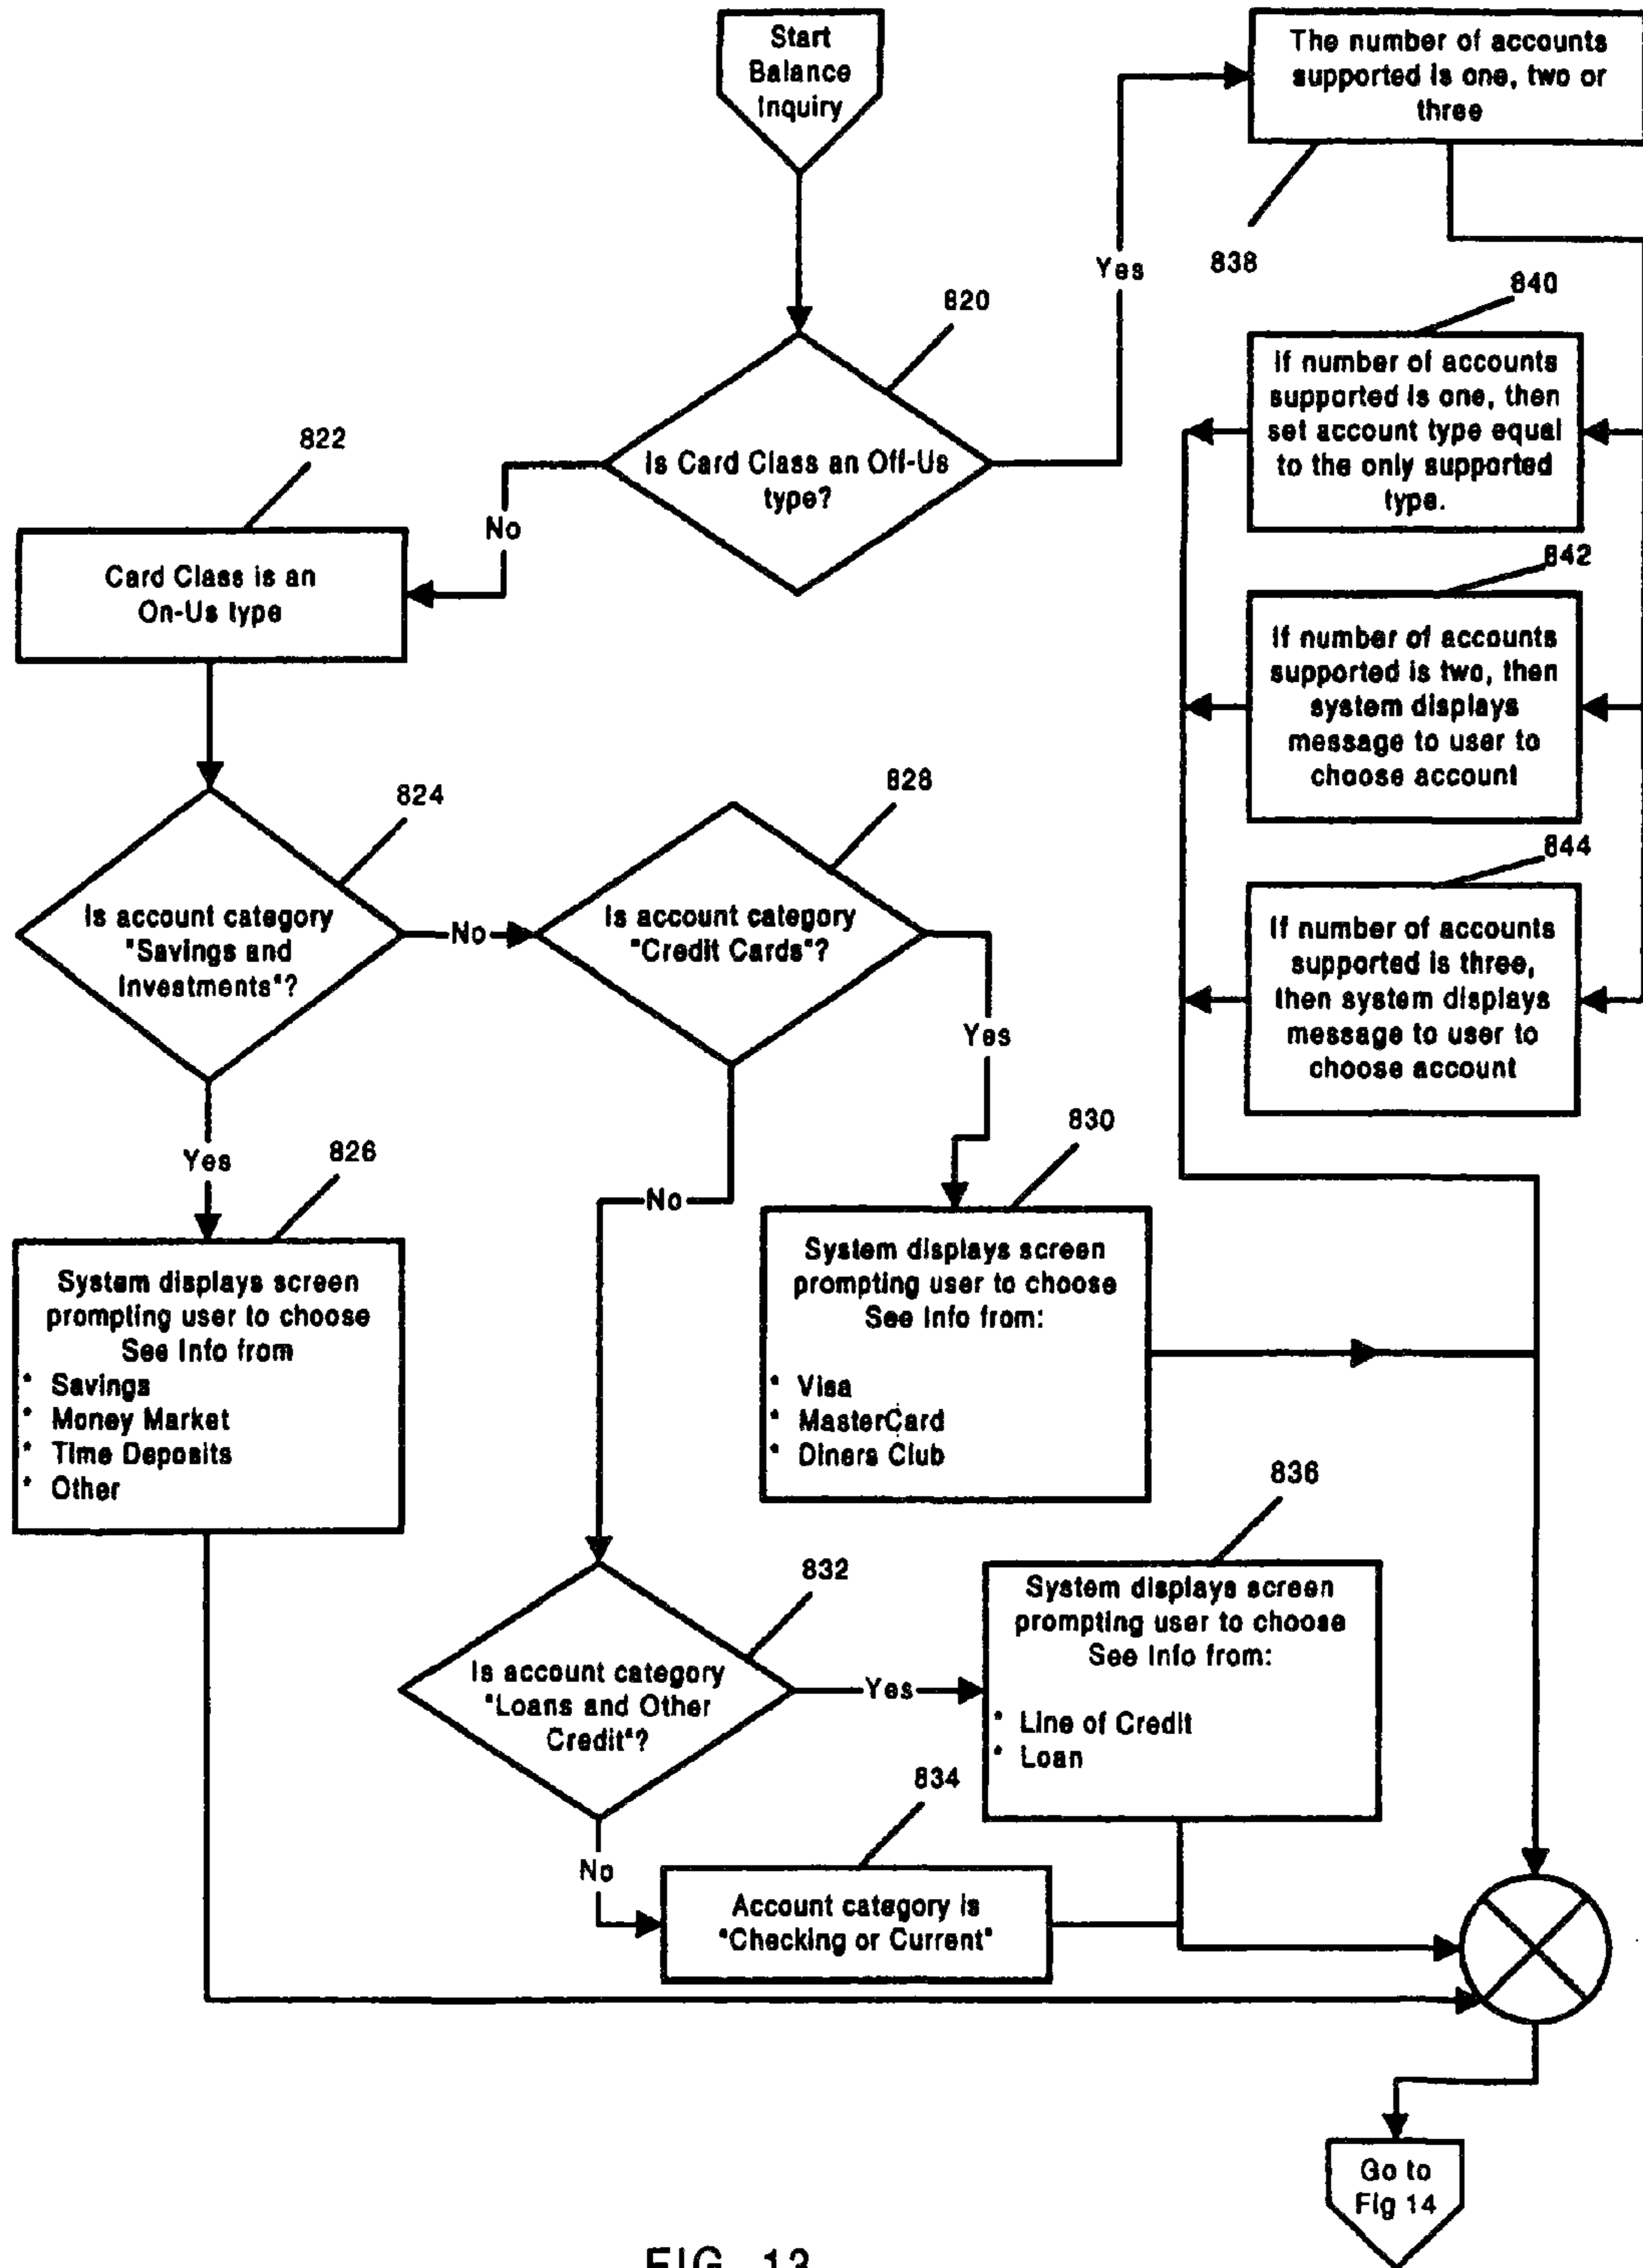 Start
Balance
Inquiry
The number of accounts
supported is one, two or
three
838
Yes
820
Is Card Class an Off-Us
type?
840
If number of accounts
supported is one, then
set account type equal
to the only supported
type.
822
No
Card Class is an
On-Us type
842
If number of accounts
supported is two, then
system displays
message to user to
choose account
824
Is account category
"Savings and
Investments"?
No
828
Is account category
"Credit Cards"?
Yes
844
If number of accounts
supported is three,
then system displays
message to user to
choose account
Yes
826
System displays screen
prompting user to choose
See Info from
* Savings
* Money Market
* Time Deposits
* Other
No
830
System displays screen
prompting user to choose
See Info from:
* Visa
* MasterCard
* Diners Club
832
Is account category
"Loans and Other
Credit"?
Yes
836
System displays screen
prompting user to choose
See Info from:
* Line of Credit
* Loan
No
834
Account category is
"Checking or Current"
Go to
Fig 14
FIG. 13